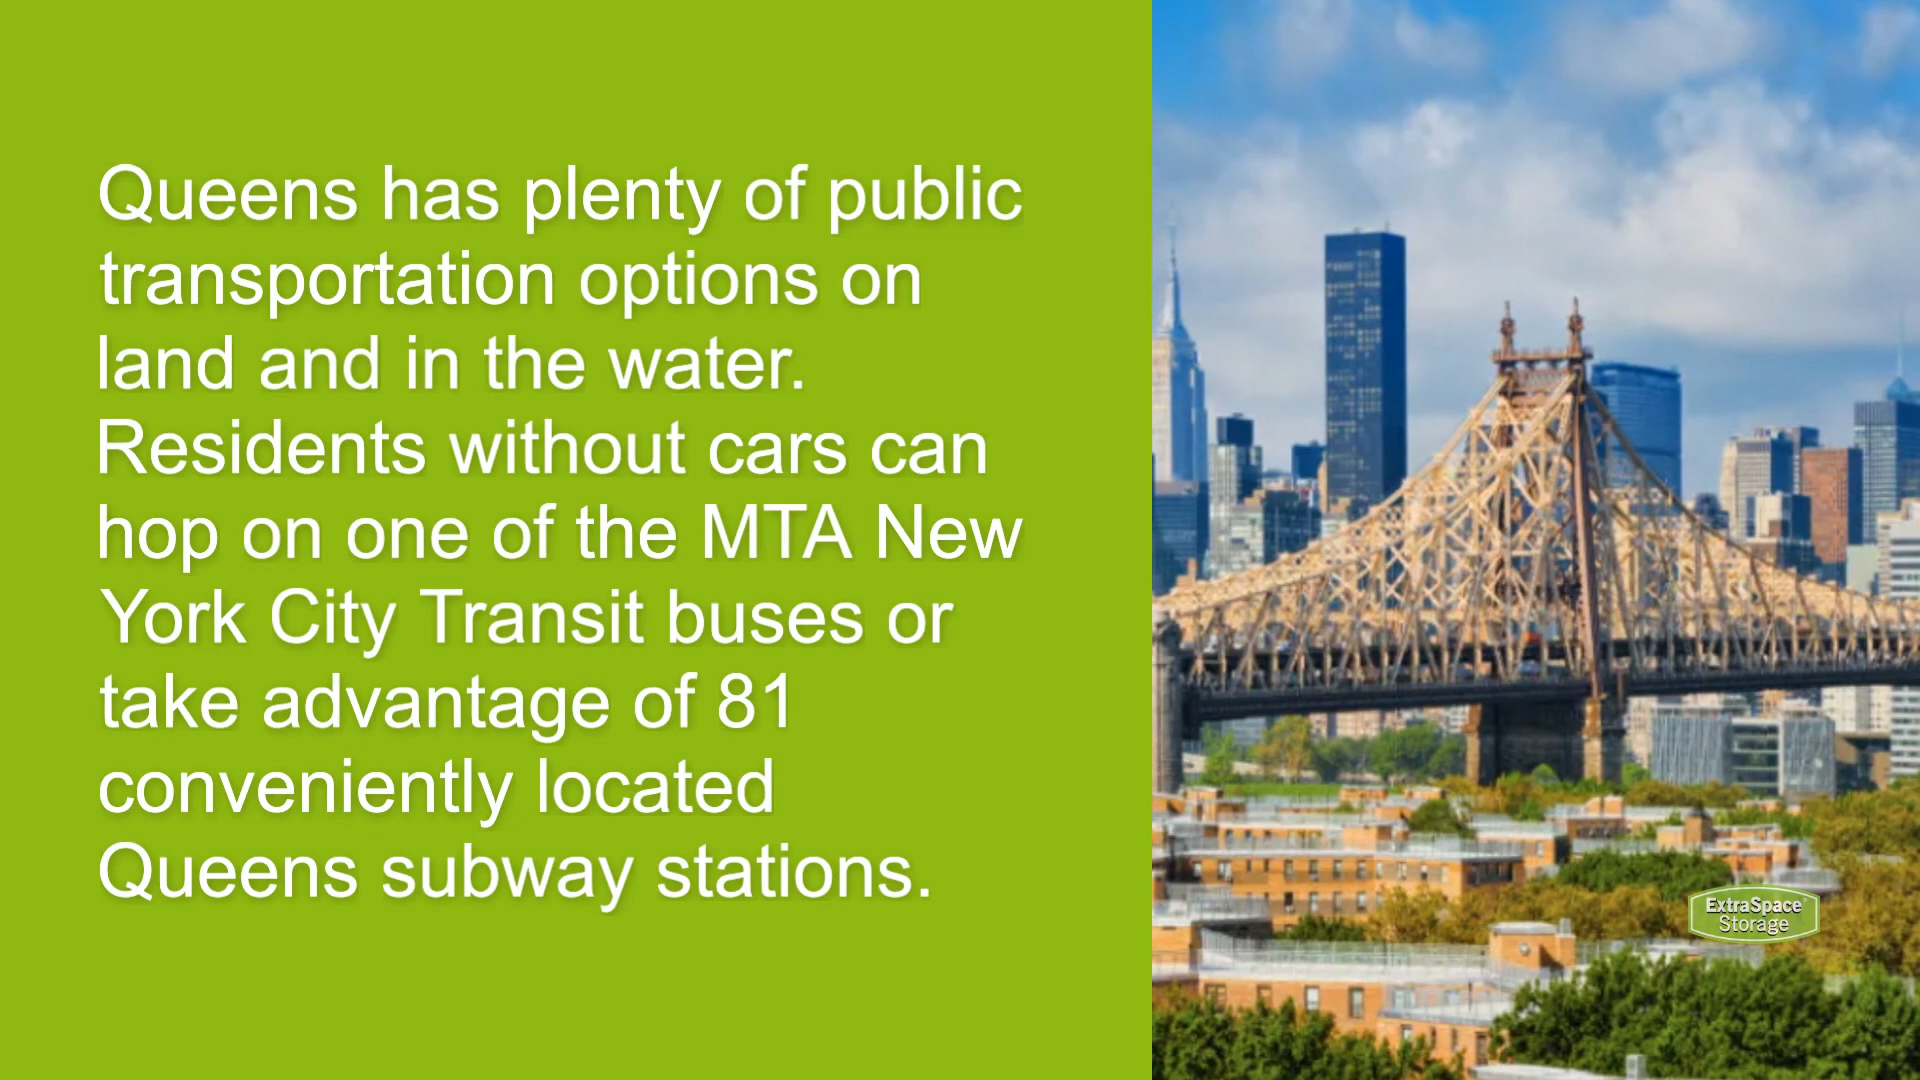 Queens has plenty of public
transportation options on
land and in the water.
Residents without cars can
hop on one of the MTA New
York City Transit buses or
take advantage of 81
conveniently located
Queens subway stations.
ExtraSpace
Storage